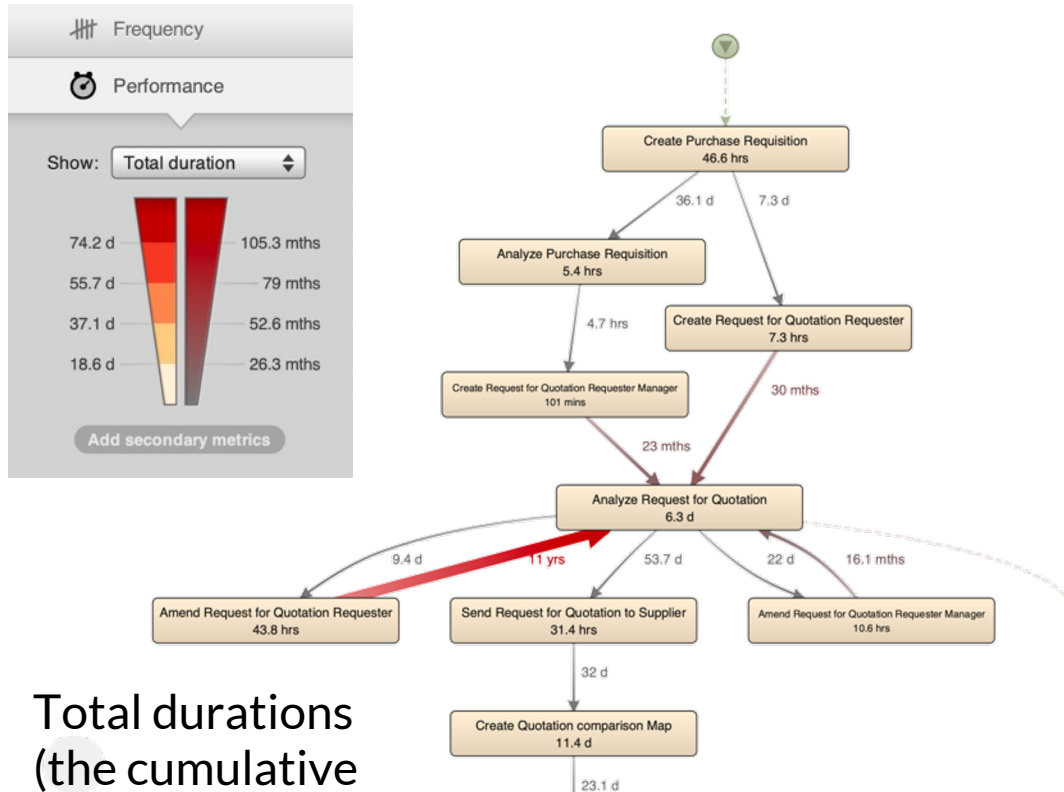 Frequency
Performance
Show: Total duration
74.2 d 105.3 mths
55.7 d 79 mths
37.1 d 52.6 mths
18.6 d 26.3 mths
Add secondary metrics
Create Purchase Requisition
46.6 hrs
36.1 d 7.3 d
Analyze Purchase Requisition
5.4 hrs
4.7 hrs
Create Request for Quotation Requester
7.3 hrs
Create Request for Quotation Requester Manager
101 mins
30 mths
23 mths
Analyze Request for Quotation
6.3 d
9.4 d 11 yrs 53.7 d 22 d 16.1 mths
Amend Request for Quotation Requester
43.8 hrs
Send Request for Quotation to Supplier
31.4 hrs
Amend Request for Quotation Requester Manager
10.6 hrs
32 d
Create Quotation comparison Map
11.4 d
23.1 d
Total durations
(the cumulative